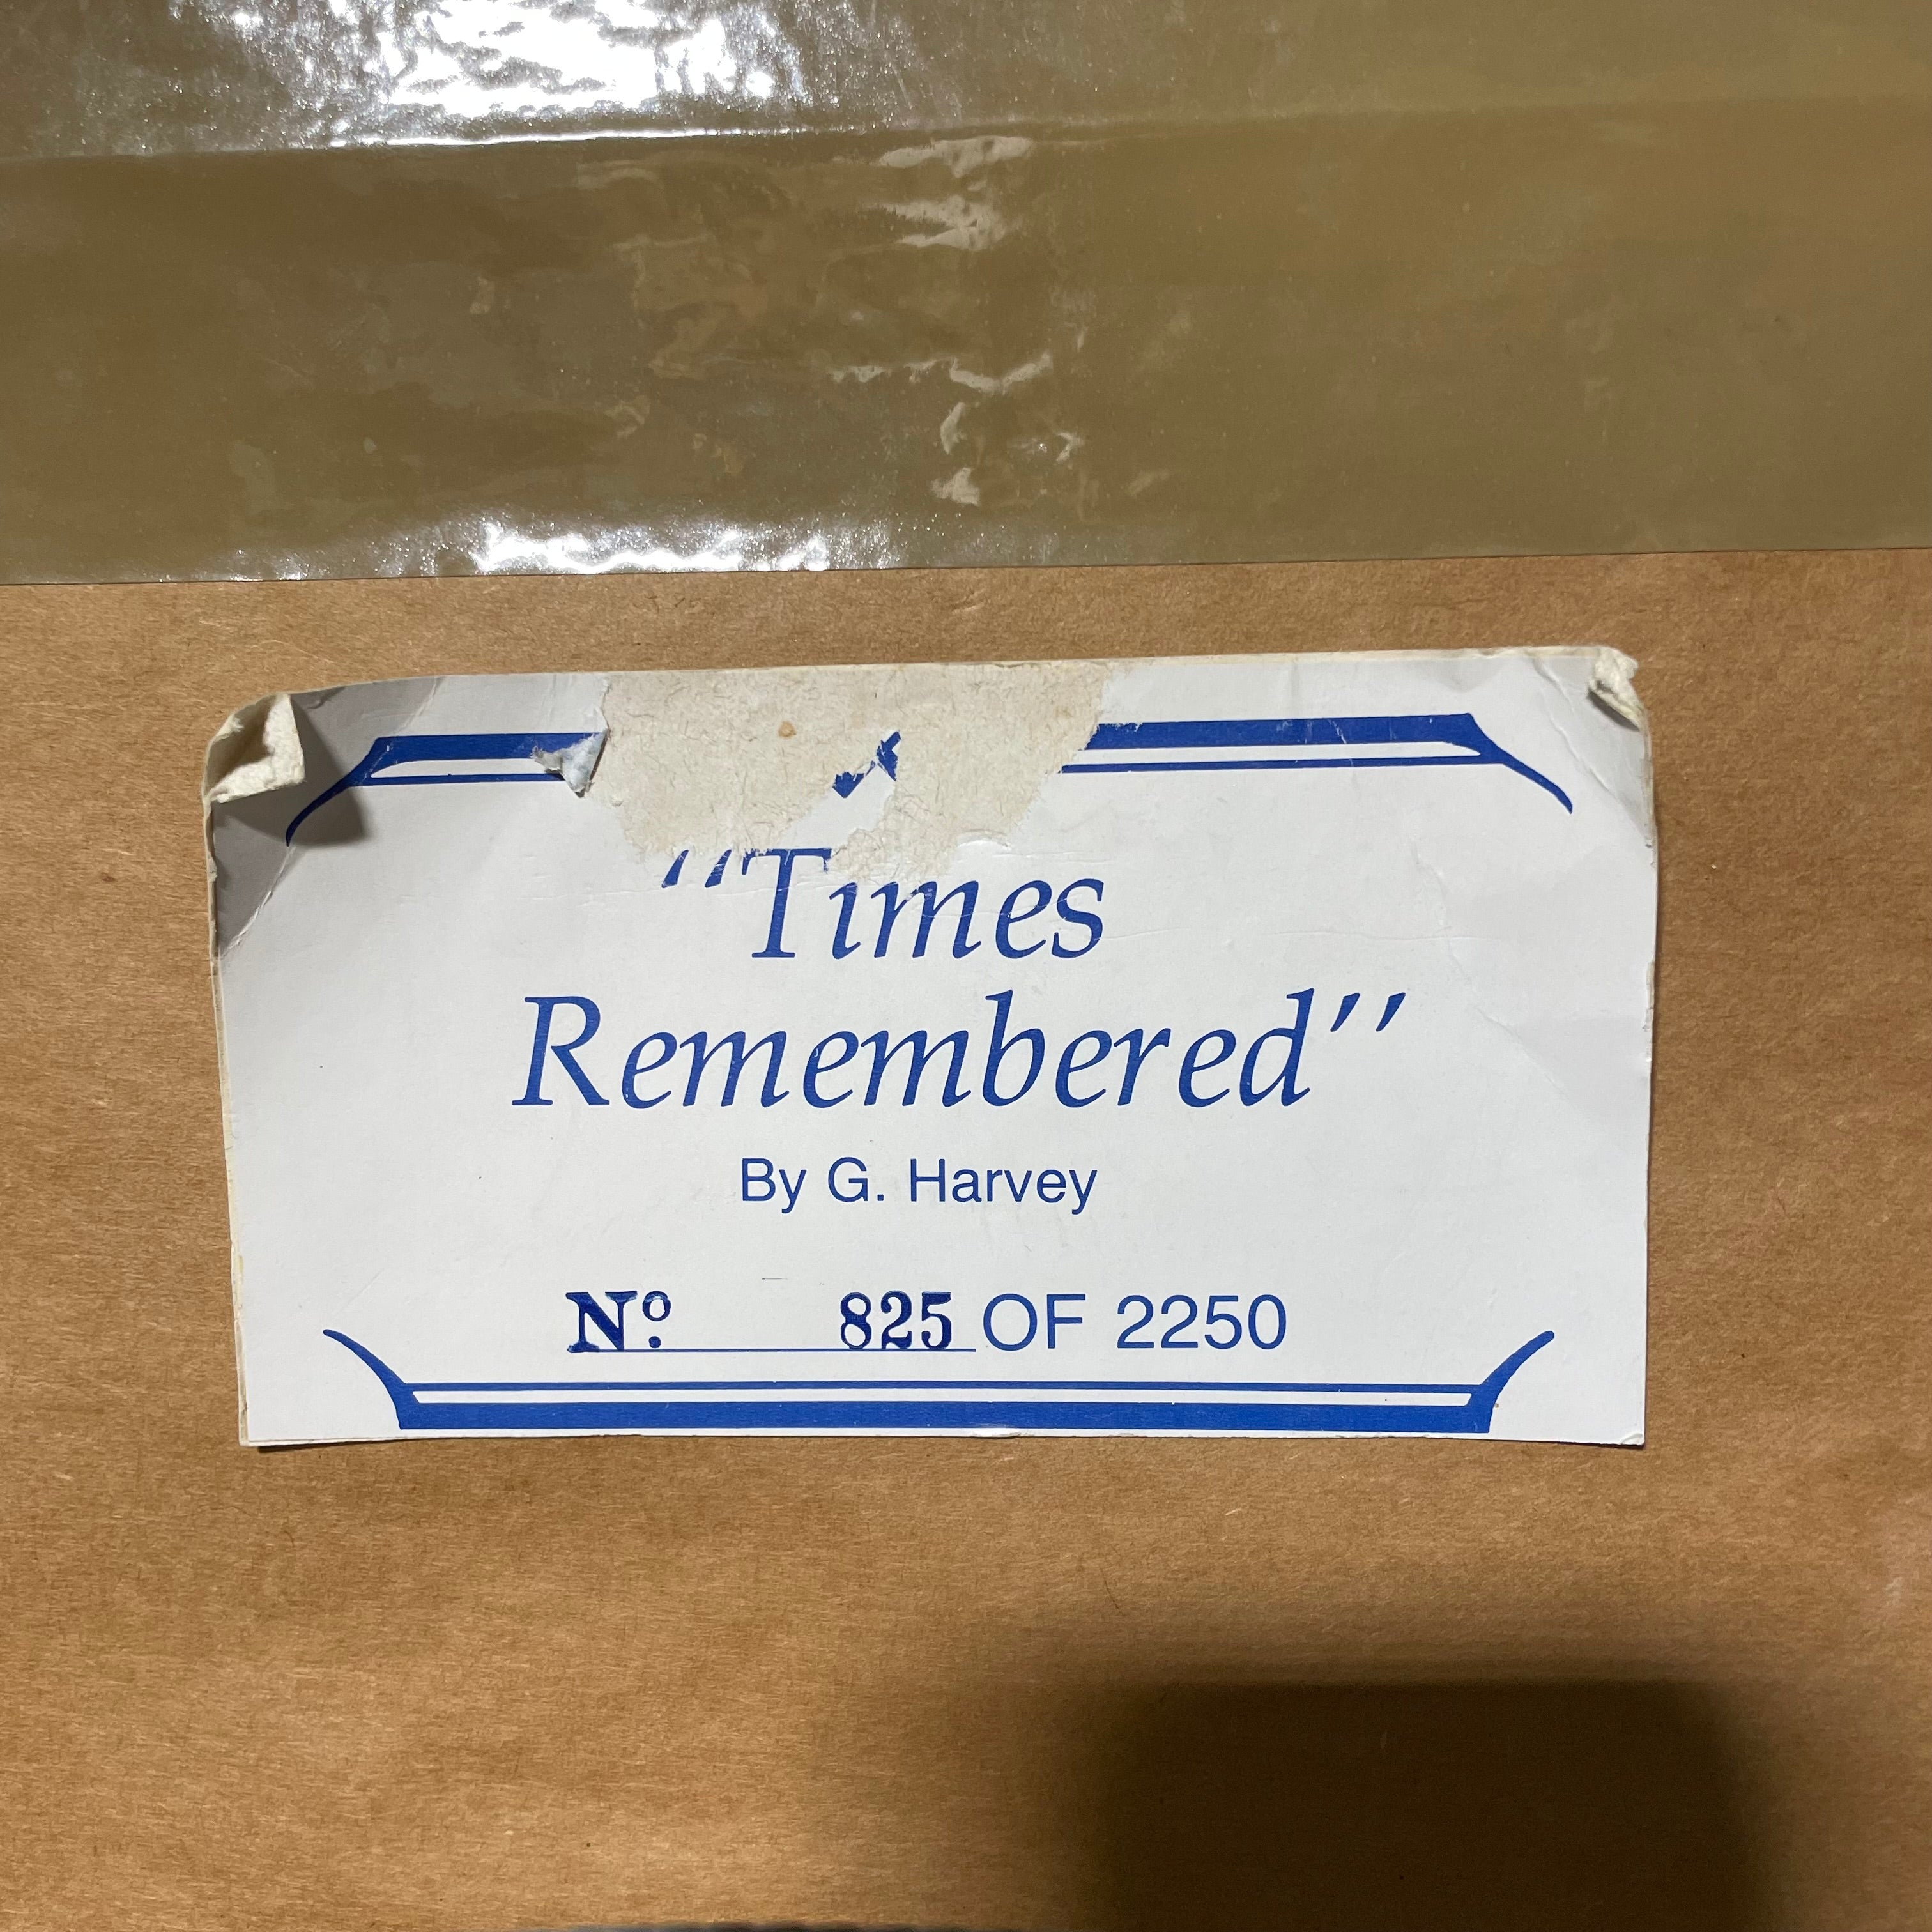 "Times
Remembered"
By G. Harvey
Nº 825 OF 2250